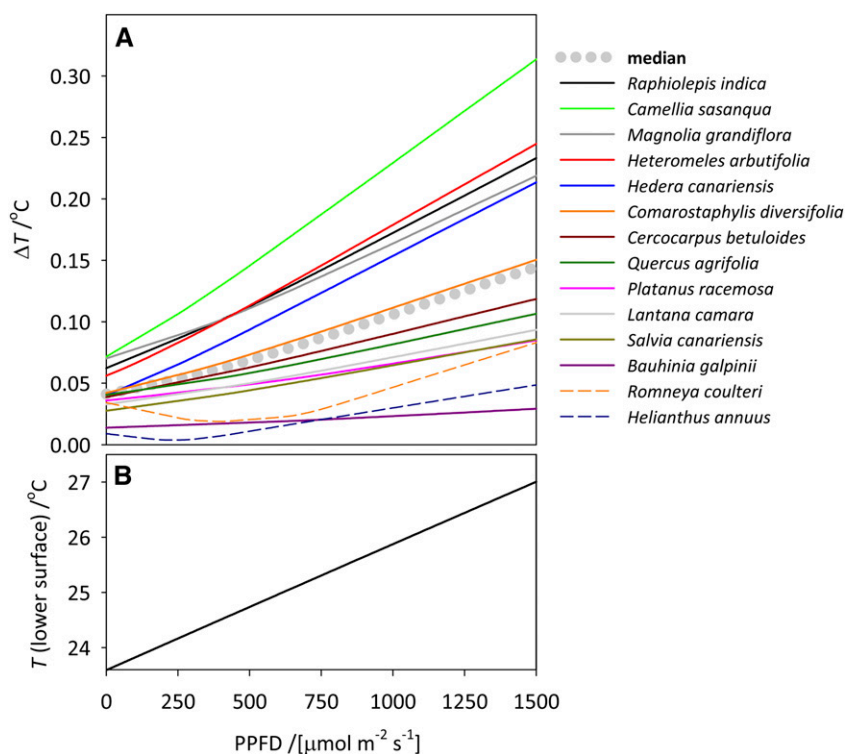 A
0.30
0.25
0.20
0.15
0.10
0.05
0.00
ΔT /°C
median
Raphiolepis indica
Camellia sasanqua
Magnolia grandiflora
Heteromeles arbutifolia
Hedera canariensis
Comarostaphylis diversifolia
Cercocarpus betuloides
Quercus agrifolia
Platanus racemosa
Lantana camara
Salvia canariensis
Bauhinia galpinii
Romneya coulteri
Helianthus annuus
B
27
26
25
24
T (lower surface) /°C
0 250 500 750 1000 1250 1500
PPFD /[μmol m⁻² s⁻¹]